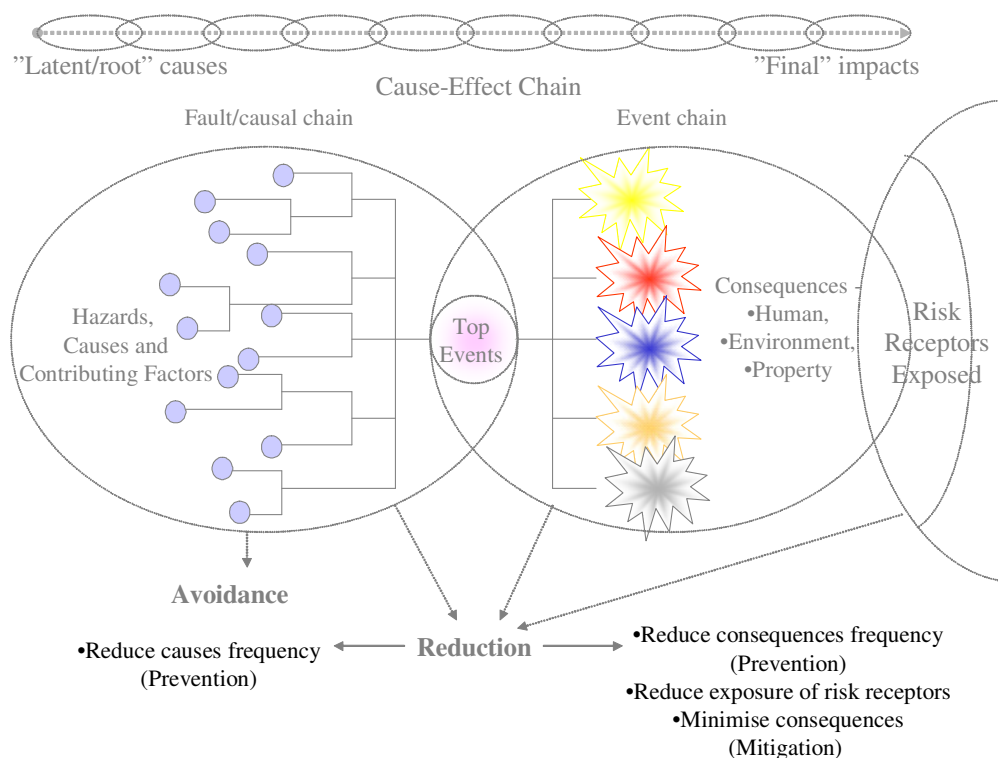 ”Latent/root” causes
”Final” impacts
Cause-Effect Chain
Fault/causal chain
Event chain
Hazards,
Causes and
Contributing Factors
Top
Events
Consequences
•Human,
•Environment,
•Property
Risk
Receptors
Exposed
Avoidance
•Reduce causes frequency
(Prevention)
Reduction
•Reduce consequences frequency
(Prevention)
•Reduce exposure of risk receptors
•Minimise consequences
(Mitigation)